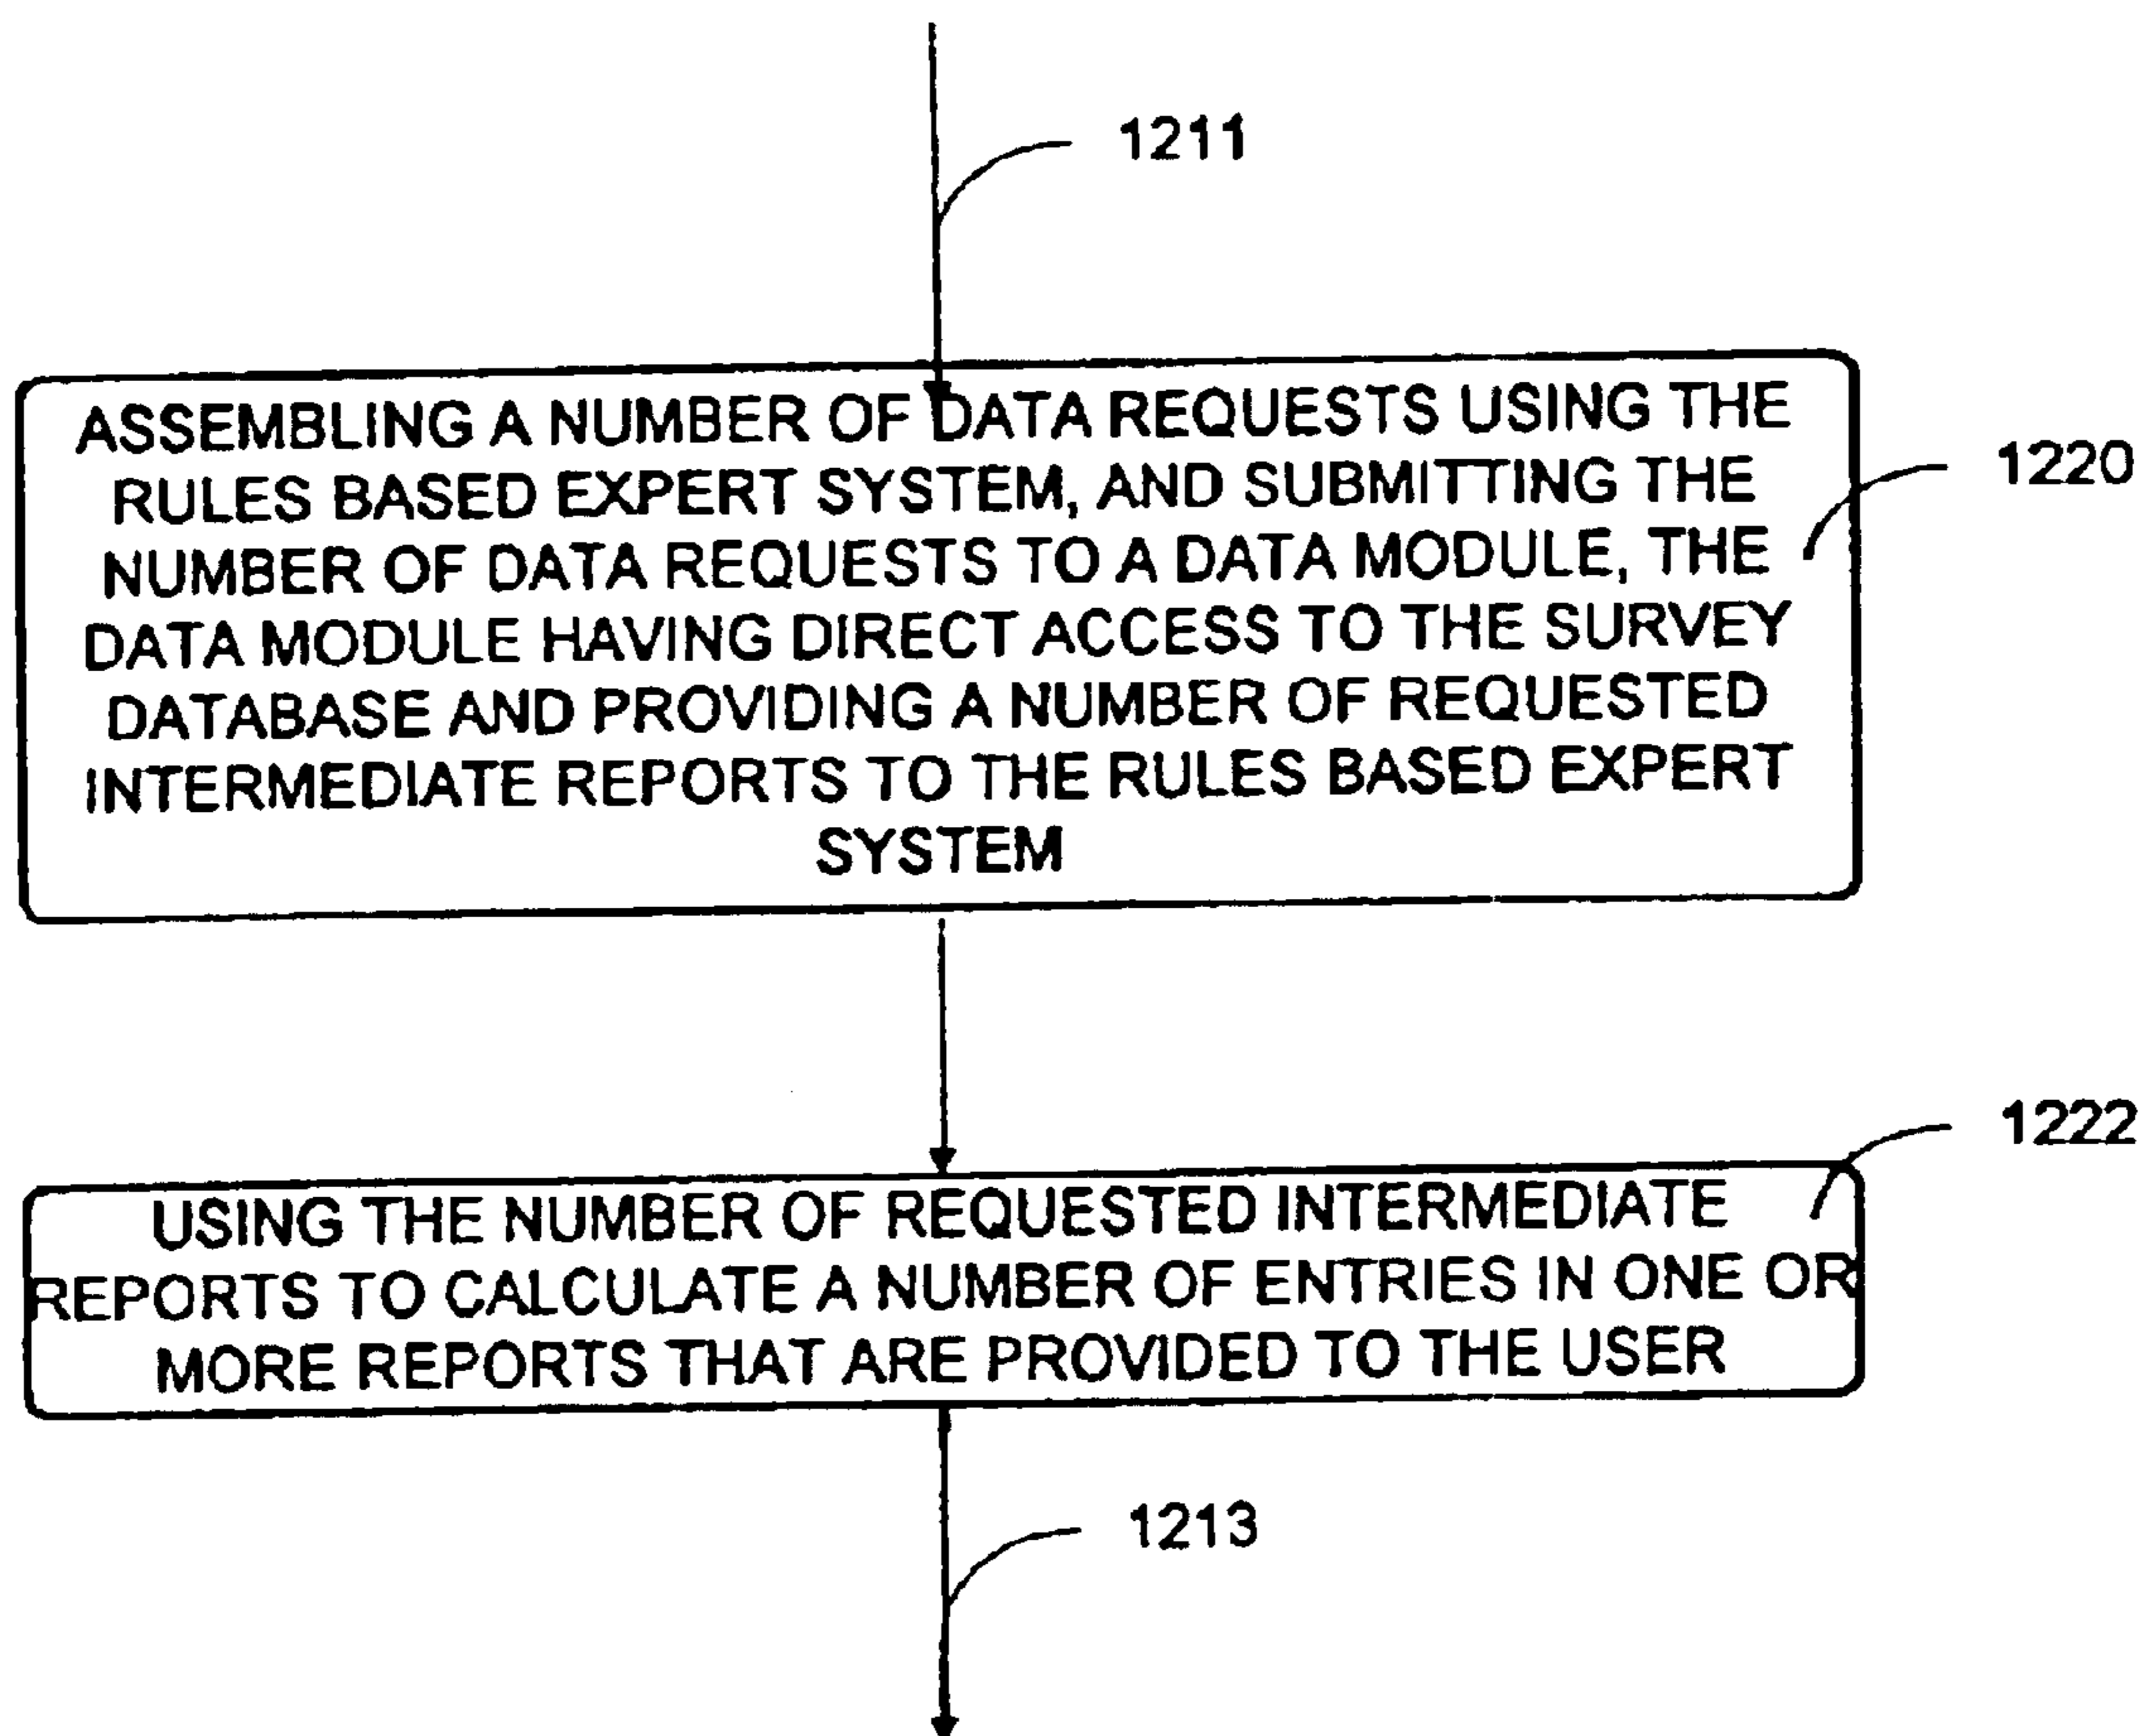 1211
ASSEMBLING A NUMBER OF DATA REQUESTS USING THE
RULES BASED EXPERT SYSTEM, AND SUBMITTING THE
NUMBER OF DATA REQUESTS TO A DATA MODULE, THE
DATA MODULE HAVING DIRECT ACCESS TO THE SURVEY
DATABASE AND PROVIDING A NUMBER OF REQUESTED
INTERMEDIATE REPORTS TO THE RULES BASED EXPERT
SYSTEM
1220
1222
USING THE NUMBER OF REQUESTED INTERMEDIATE
REPORTS TO CALCULATE A NUMBER OF ENTRIES IN ONE OR
MORE REPORTS THAT ARE PROVIDED TO THE USER
1213